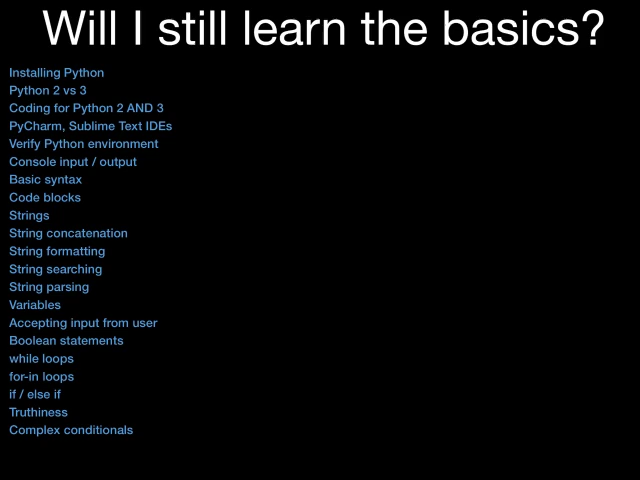 Will I still learn the basics?
Installing Python
Python 2 vs 3
Coding for Python 2 AND 3
PyCharm, Sublime Text IDEs
Verify Python environment
Console input / output
Basic syntax
Code blocks
Strings
String concatenation
String formatting
String searching
String parsing
Variables
Accepting input from user
Boolean statements
while loops
for-in loops
if / else if
Truthiness
Complex conditionals